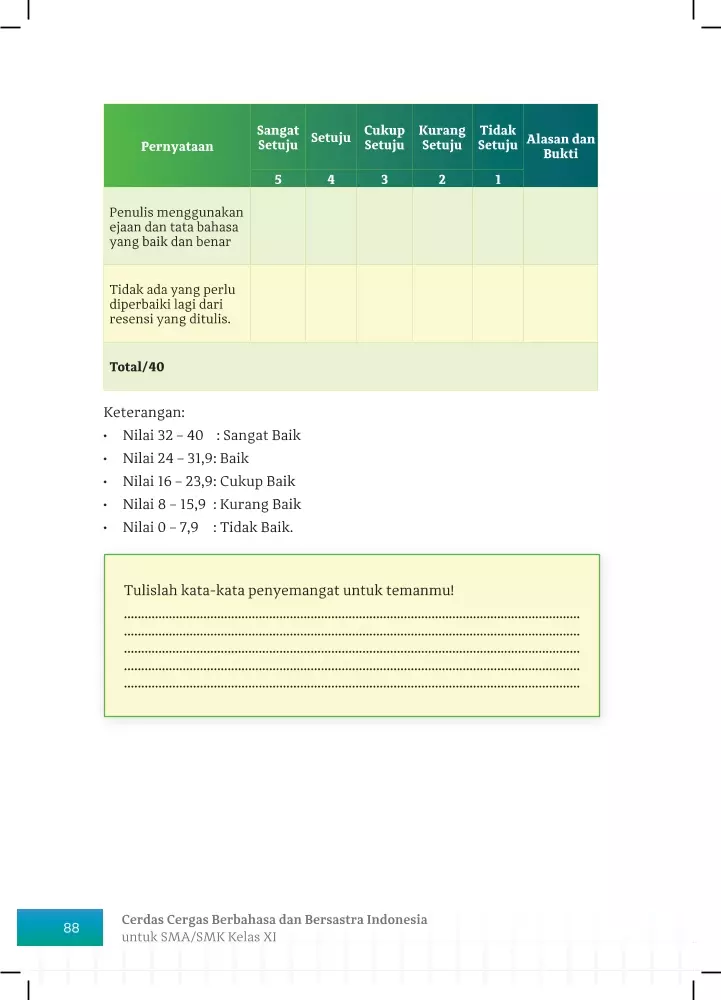 Pernyataan
Sangat
Setuju
Setuju
Cukup
Setuju
Kurang
Setuju
Tidak
Setuju
Alasan dan
Bukti
5 4 3 2 1
Penulis menggunakan
ejaan dan tata bahasa
yang baik dan benar
Tidak ada yang perlu
diperbaiki lagi dari
resensi yang ditulis.
Total/40
Keterangan:
• Nilai 32 – 40 : Sangat Baik
• Nilai 24 – 31,9: Baik
• Nilai 16 – 23,9: Cukup Baik
• Nilai 8 – 15,9 : Kurang Baik
• Nilai 0 – 7,9 : Tidak Baik.
Tulislah kata-kata penyemangat untuk temanmu!
88
Cerdas Cergas Berbahasa dan Bersastra Indonesia
untuk SMA/SMK Kelas XI